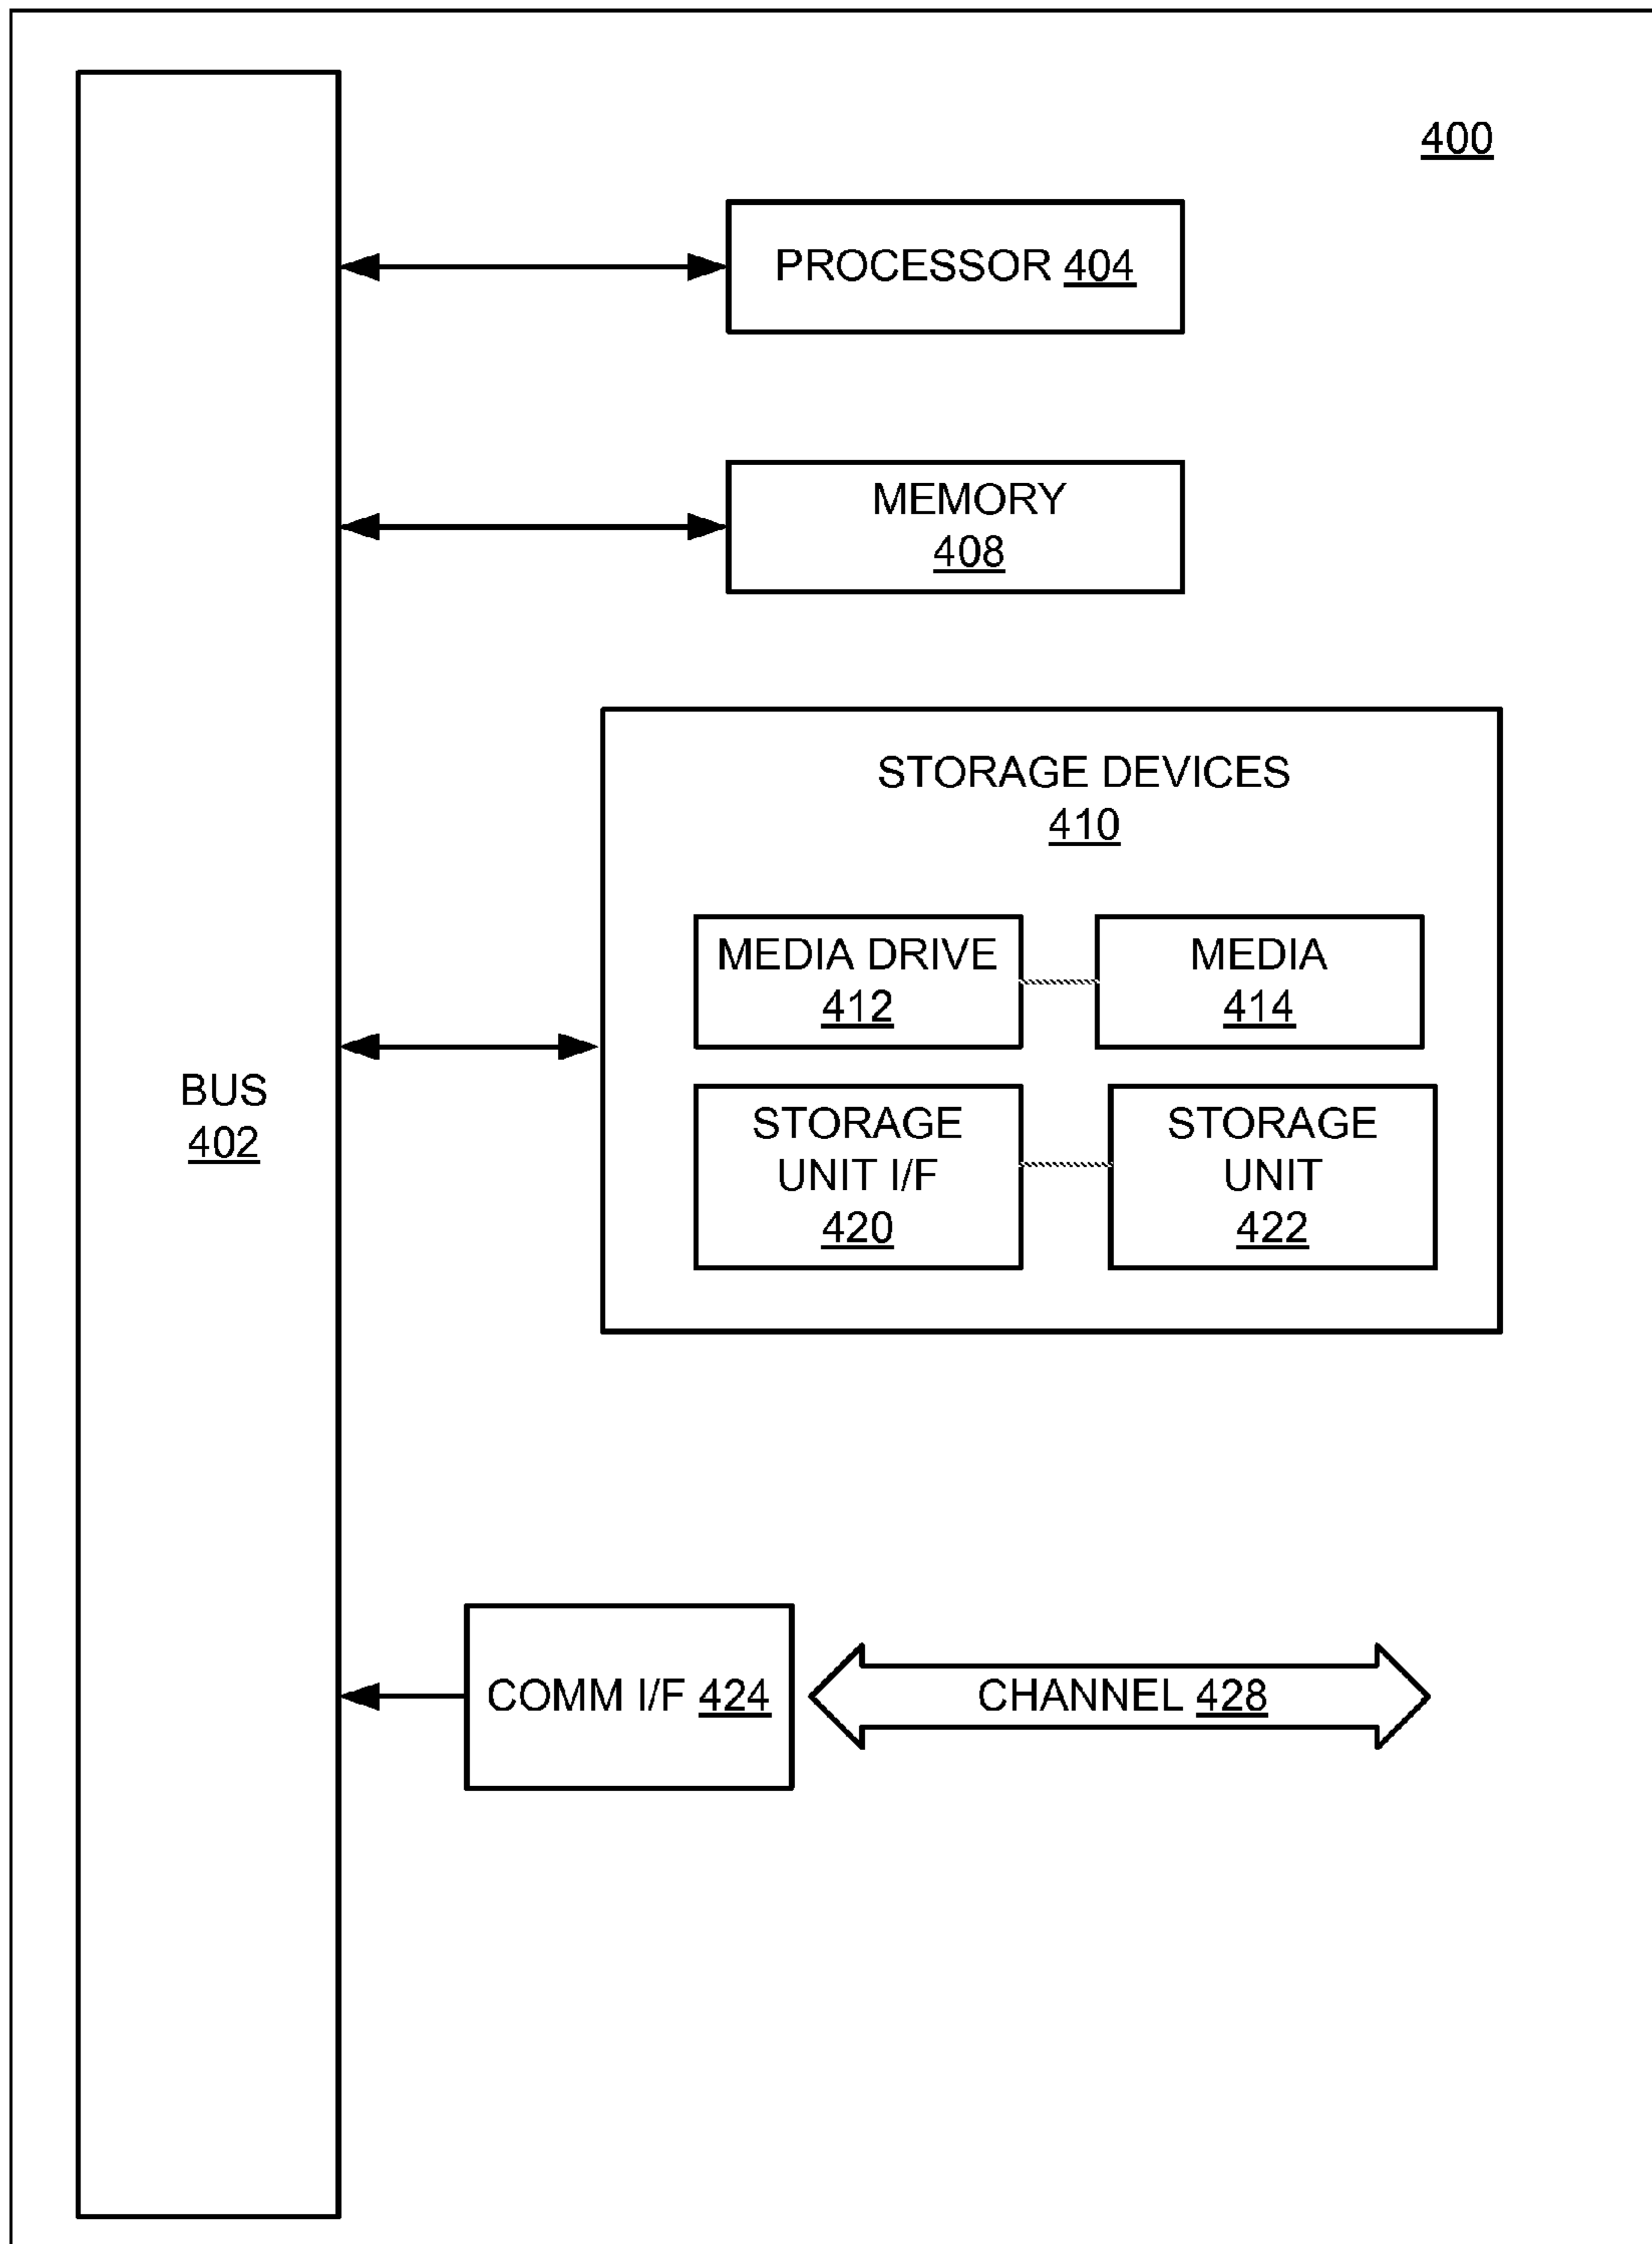 400
PROCESSOR 404
MEMORY
408
STORAGE DEVICES
410
MEDIA DRIVE
412
MEDIA
414
BUS
402
STORAGE
UNIT I/F
420
STORAGE
UNIT
422
COMM I/F 424
CHANNEL 428